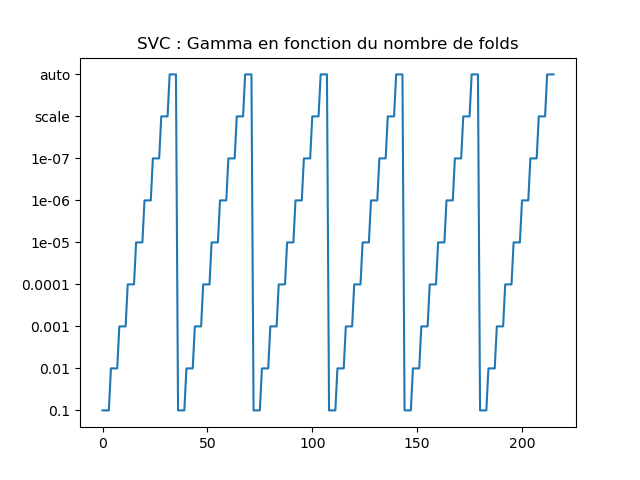 SVC : Gamma en fonction du nombre de folds
auto
scale
1e-07
1e-06
1e-05
0.0001
0.001
0.01
0.1
0 50 100 150 200